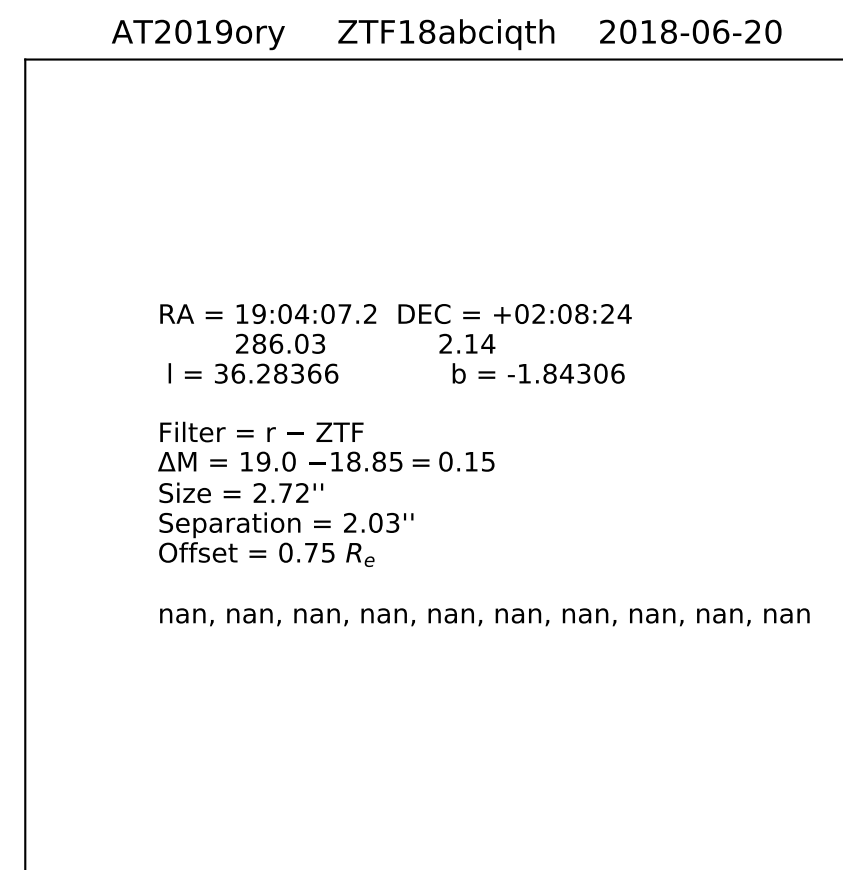 AT2019ory ZTF18abciqth 2018-06-20
RA = 19:04:07.2 DEC = +02:08:24
286.03 2.14
l = 36.28366 b = -1.84306
Filter = r − ZTF
ΔM = 19.0 −18.85 = 0.15
Size = 2.72''
Separation = 2.03''
Offset = 0.75 Rₑ
nan, nan, nan, nan, nan, nan, nan, nan, nan, nan